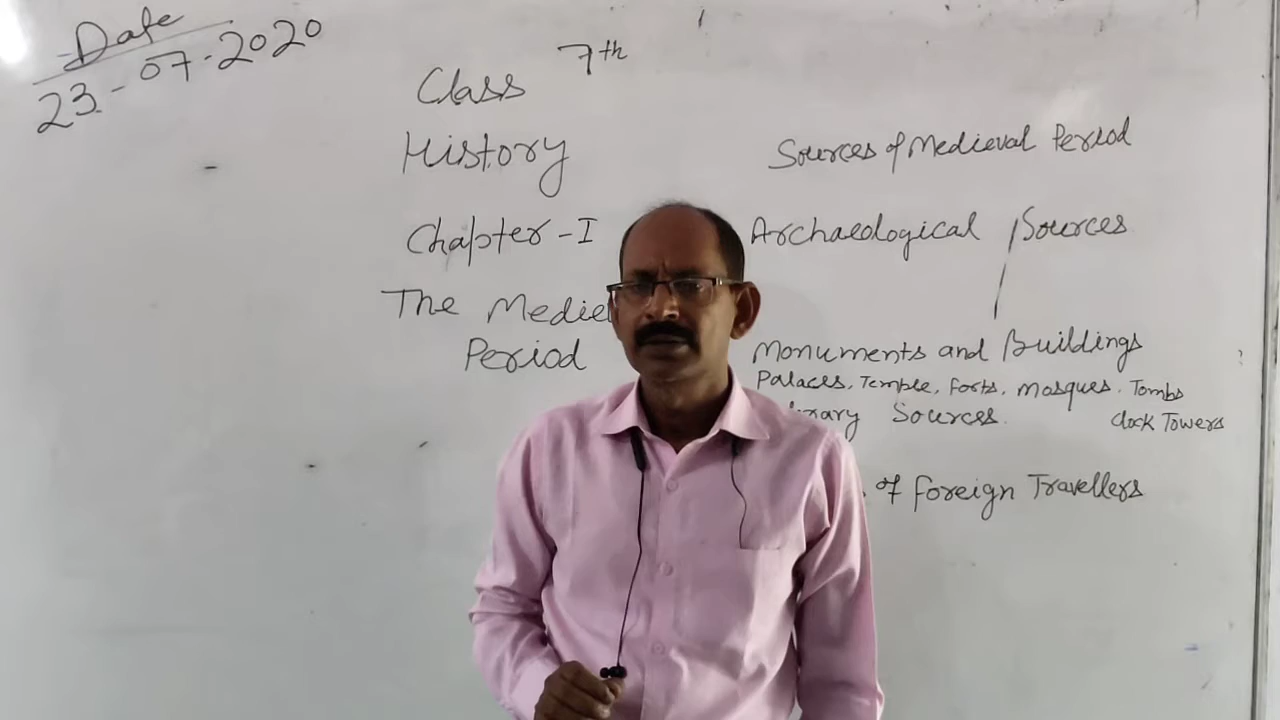 Date
23-07-2020
Class 7th
History
Chapter-I
The
Period
Sources of Medieval Period
Archaeological Sources
Monuments and Buildings
Palaces, Temple, Forts, Mosques. Tombs
Clock Towers
Sources.
of Foreign Travellers